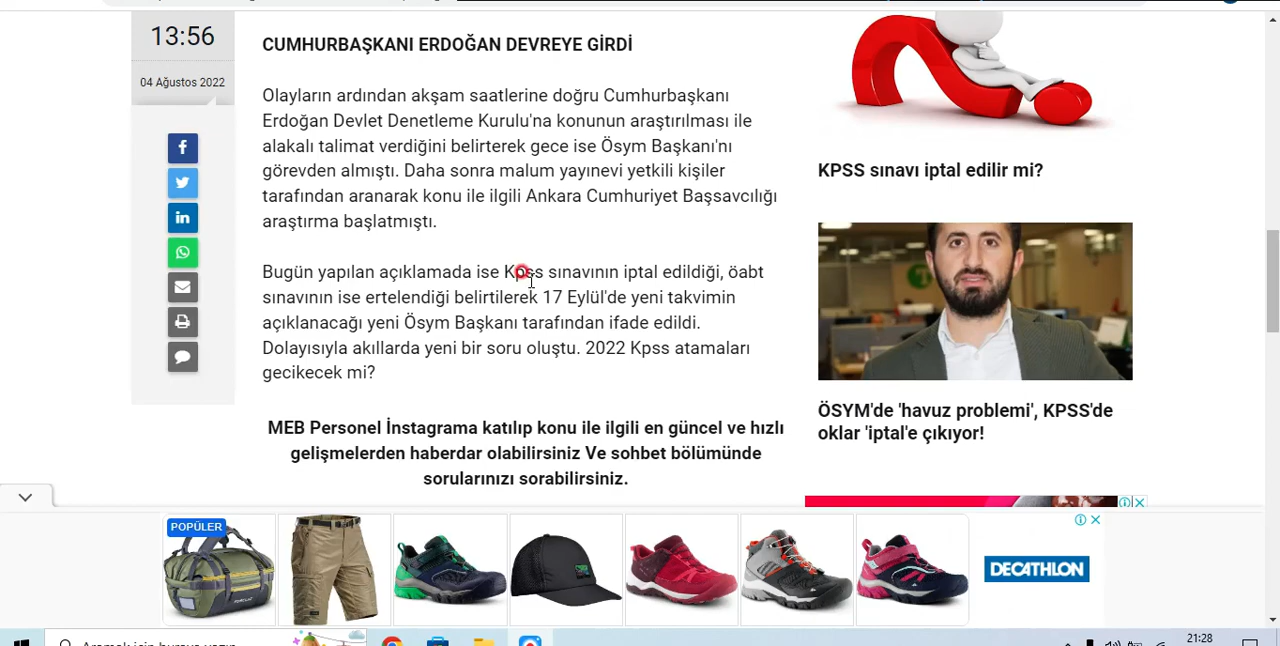 13:56
04 Ağustos 2022
CUMHURBAŞKANI ERDOĞAN DEVREYE GİRDİ
Olayların ardından akşam saatlerine doğru Cumhurbaşkanı
Erdoğan Devlet Denetleme Kurulu'na konunun araştırılması ile
alakalı talimat verdiğini belirterek gece ise Ösym Başkanı'nı
görevden almıştı. Daha sonra malum yayınevi yetkili kişiler
tarafından aranarak konu ile ilgili Ankara Cumhuriyet Başsavcılığı
araştırma başlatmıştı.
Bugün yapılan açıklamada ise Kpss sınavının iptal edildiği, öabt
sınavının ise ertelendiği belirtilerek 17 Eylül'de yeni takvimin
açıklanacağı yeni Ösym Başkanı tarafından ifade edildi.
Dolayısıyla akıllarda yeni bir soru oluştu. 2022 Kpss atamaları
gecikecek mi?
MEB Personel İnstagrama katılıp konu ile ilgili en güncel ve hızlı
gelişmelerden haberdar olabilirsiniz Ve sohbet bölümünde
sorularınızı sorabilirsiniz.
KPSS sınavı iptal edilir mi?
ÖSYM'de 'havuz problemi', KPSS'de
oklar 'iptal'e çıkıyor!
POPÜLER
DECATHLON
Aramak için buraya yazın
21:28